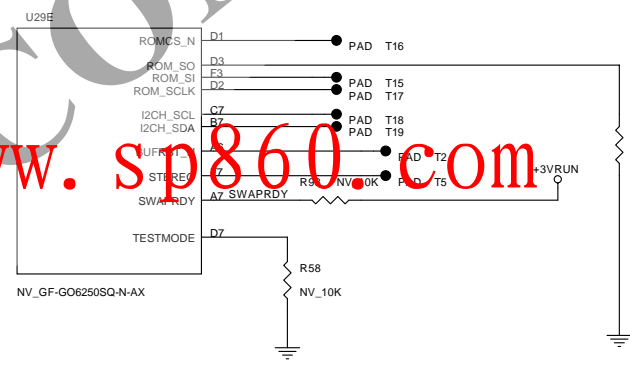 U29E
ROMCS_N D1 PAD T16
ROM_SO D3
ROM_SI F3 PAD T15
ROM_SCLK D2 PAD T17
I2CH_SCL C7 PAD T18
I2CH_SDA B7 PAD T19
PAD T2
www.sp860.com
STEREO PAD T5
R93 NV_10K +3VRUN
SWAPRDY A7 SWAPRDY
TESTMODE D7
R58
NV_10K
NV_GF-GO6250SQ-N-AX